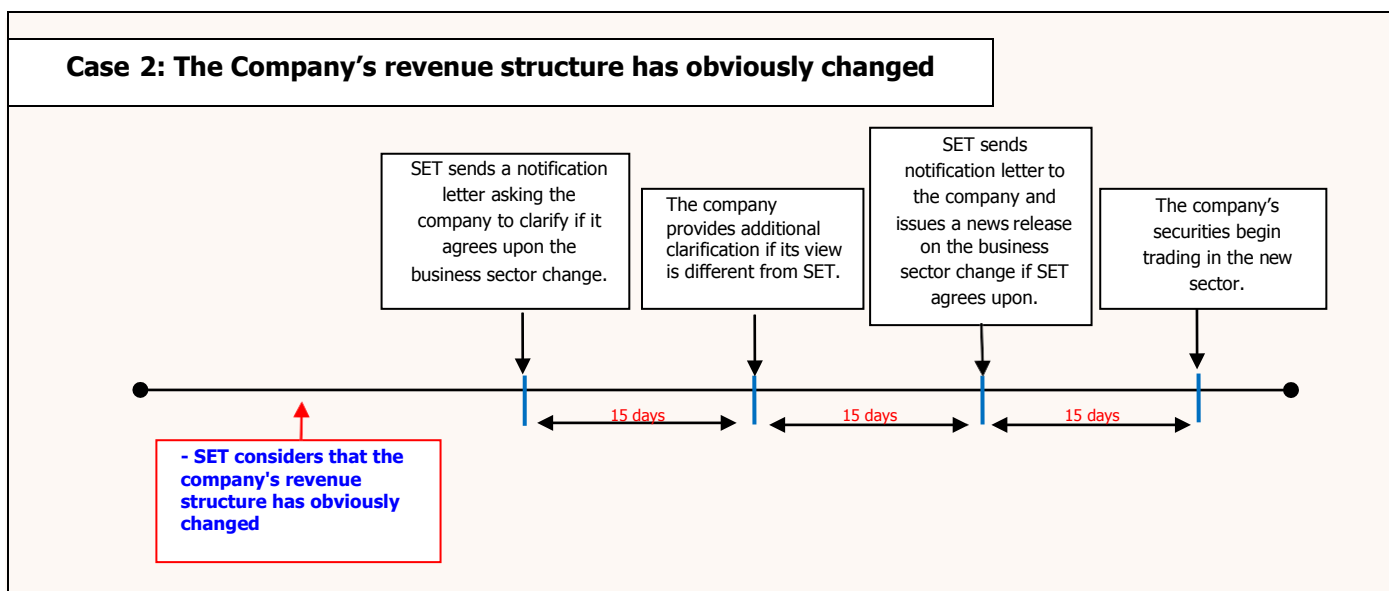 Case 2: The Company’s revenue structure has obviously changed
SET sends a notification
letter asking the
company to clarify if it
agrees upon the
business sector change.
The company
provides additional
clarification if its view
is different from SET.
SET sends
notification letter to
the company and
issues a news release
on the business
sector change if SET
agrees upon.
The company’s
securities begin
trading in the new
sector.
15 days
15 days
15 days
- SET considers that the
company's revenue
structure has obviously
changed